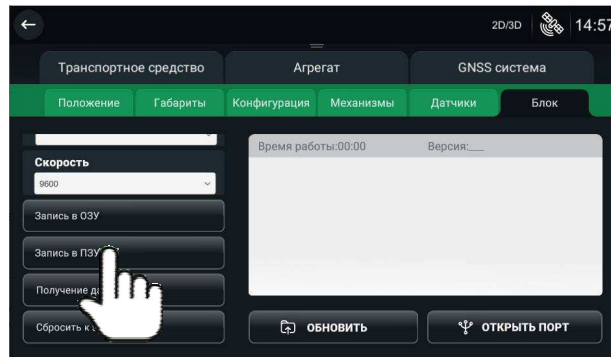 2D/3D 14:57
Транспортное средство Агрегат GNSS система
Положение Габариты Конфигурация Механизмы Датчики Блок
Время работы:00:00 Версия:__
Скорость
9600
Запись в ОЗУ
Запись в ПЗУ
Получение
Сбросить к
ОБНОВИТЬ ОТКРЫТЬ ПОРТ